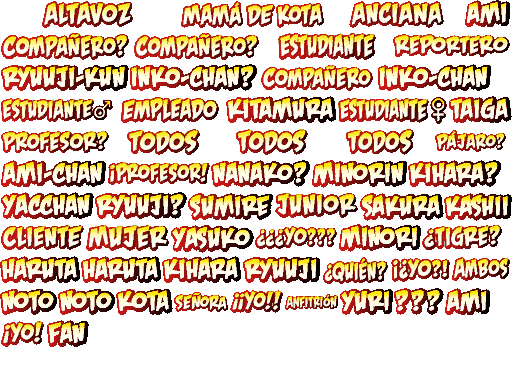 ALTAVOZ MAMÁ DE KOTA ANCIANA AMI
COMPAÑERO? COMPAÑERO? ESTUDIANTE REPORTERO
RYUUJI-KUN INKO-CHAN? COMPAÑERO INKO-CHAN
ESTUDIANTE♂ EMPLEADO KITAMURA ESTUDIANTE♀ TAIGA
PROFESOR? TODOS TODOS TODOS PÁJARO?
AMI-CHAN ¡PROFESOR! NANAKO? MINORIN KIHARA?
YACCHAN RYUUJI? SUMIRE JUNIOR SAKURA KASHII
CLIENTE MUJER YASUKO ¿¿¿YO??? MINORI ¿TIGRE?
HARUTA HARUTA KIHARA RYUUJI ¿QUIÉN? ¡¿YO?! AMBOS
NOTO NOTO KOTA SEÑORA ¡¡YO!! ANFITRIÓN YURI ??? AMI
¡YO! FAN